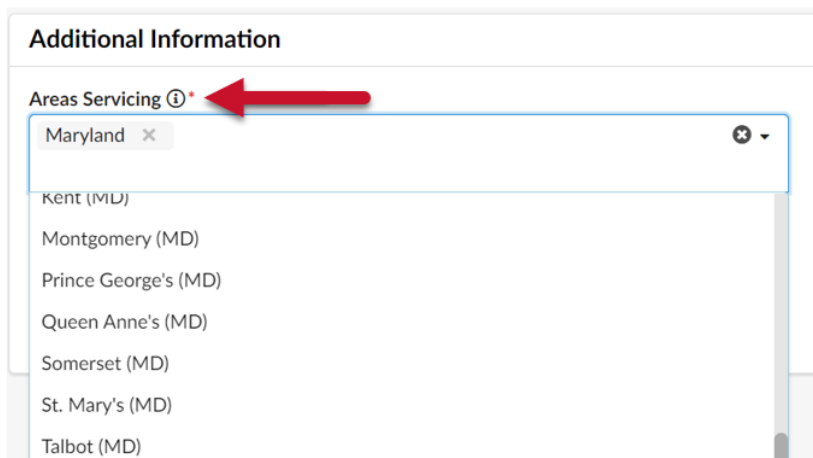 Additional Information
Areas Servicing ⓘ*
Maryland ×
Kent (MD)
Montgomery (MD)
Prince George's (MD)
Queen Anne's (MD)
Somerset (MD)
St. Mary's (MD)
Talbot (MD)